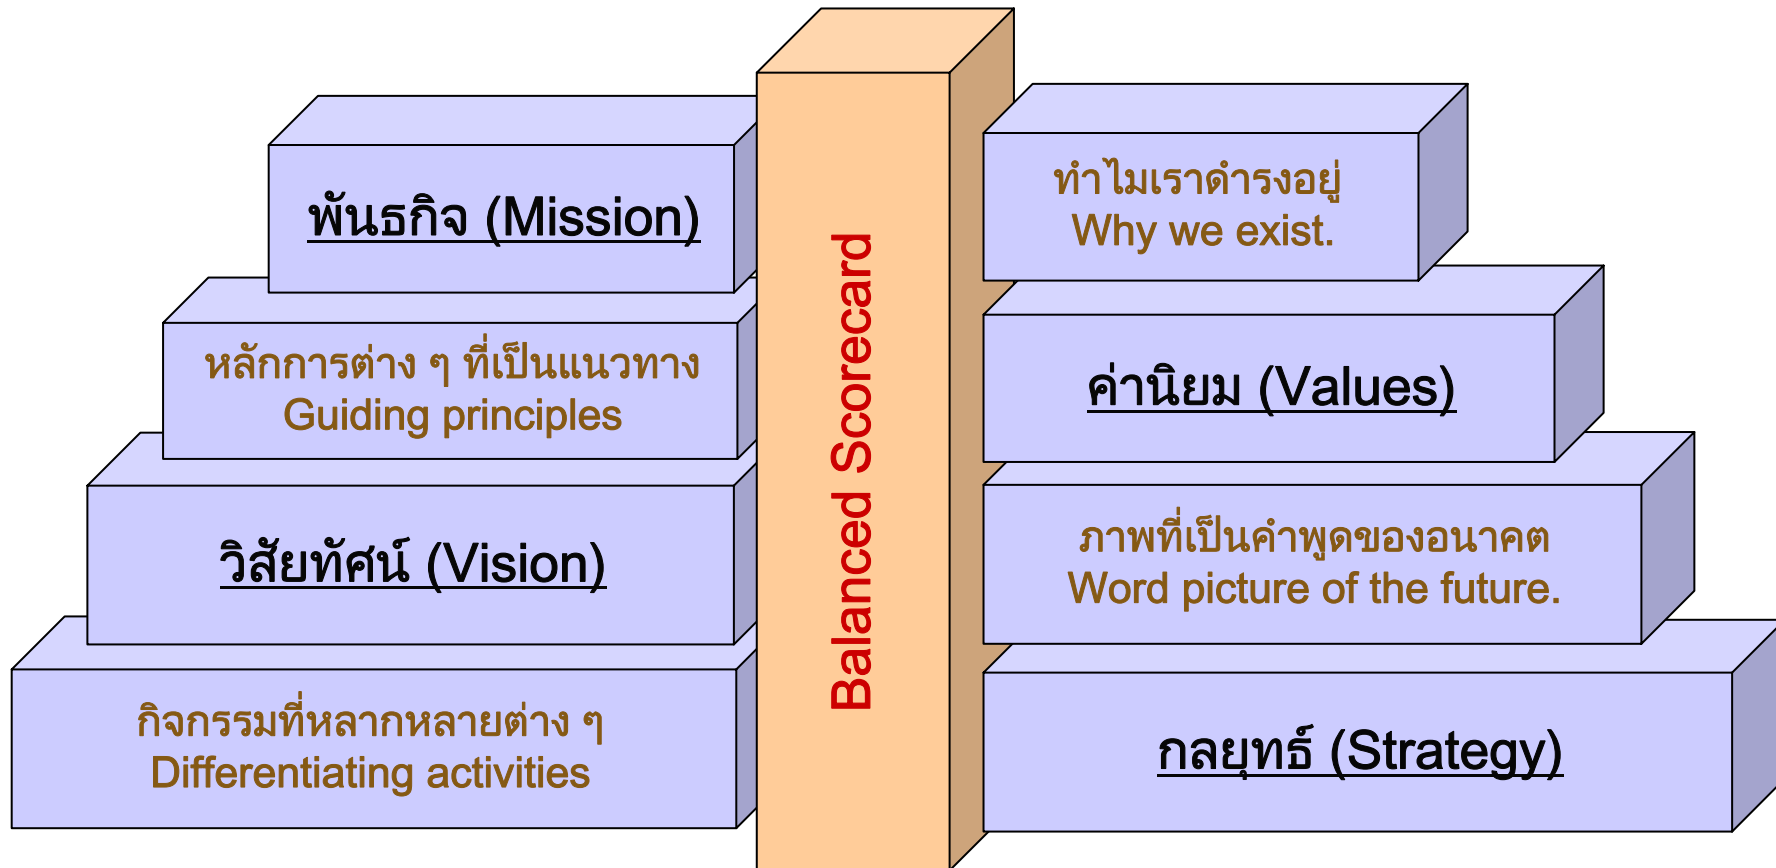 พันธกิจ (Mission)
ทำไมเราดำรงอยู่
Why we exist.
หลักการต่าง ๆ ที่เป็นแนวทาง
Guiding principles
ค่านิยม (Values)
วิสัยทัศน์ (Vision)
ภาพที่เป็นคำพูดของอนาคต
Word picture of the future.
กิจกรรมที่หลากหลายต่าง ๆ
Differentiating activities
กลยุทธ์ (Strategy)
Balanced Scorecard